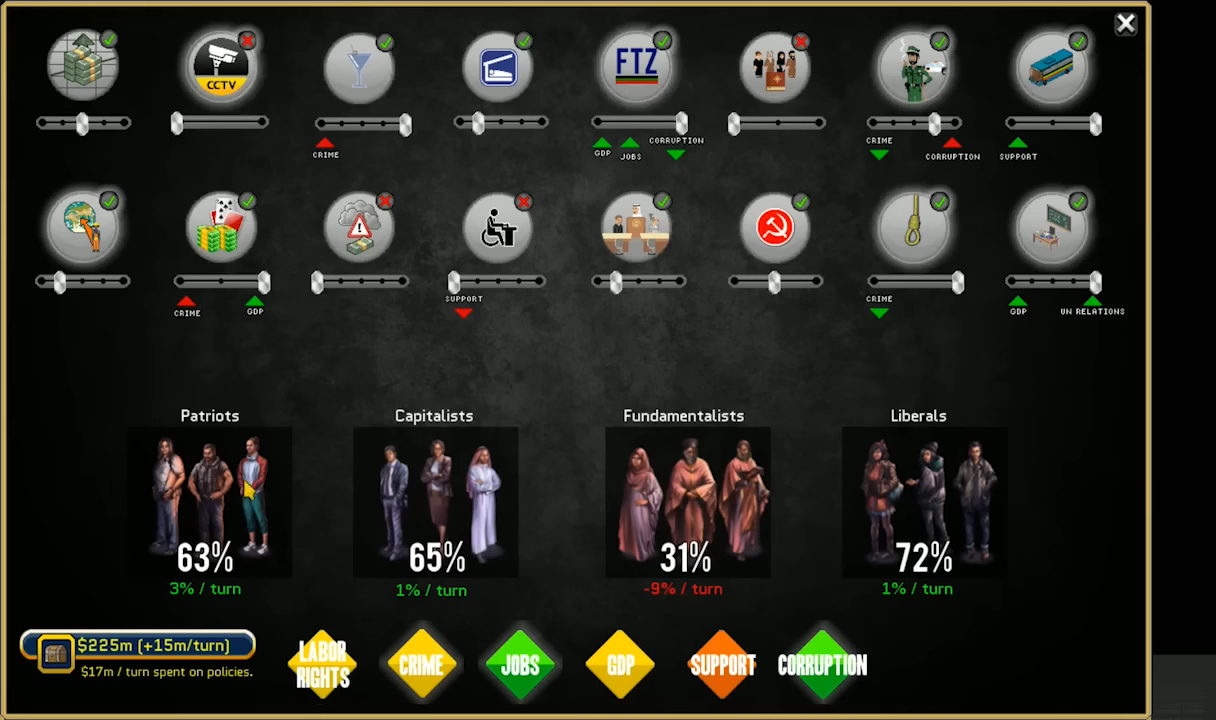 CCTV
FTZ
CRIME
GDP
JOBS
CORRUPTION
CRIME
CORRUPTION
SUPPORT
CRIME
GDP
SUPPORT
CRIME
GDP
UN RELATIONS
Patriots
Capitalists
Fundamentalists
Liberals
63%
65%
31%
72%
3% / turn
1% / turn
-9% / turn
1% / turn
$225m (+15m/turn)
$17m / turn spent on policies.
LABOR
RIGHTS
CRIME
JOBS
GDP
SUPPORT
CORRUPTION